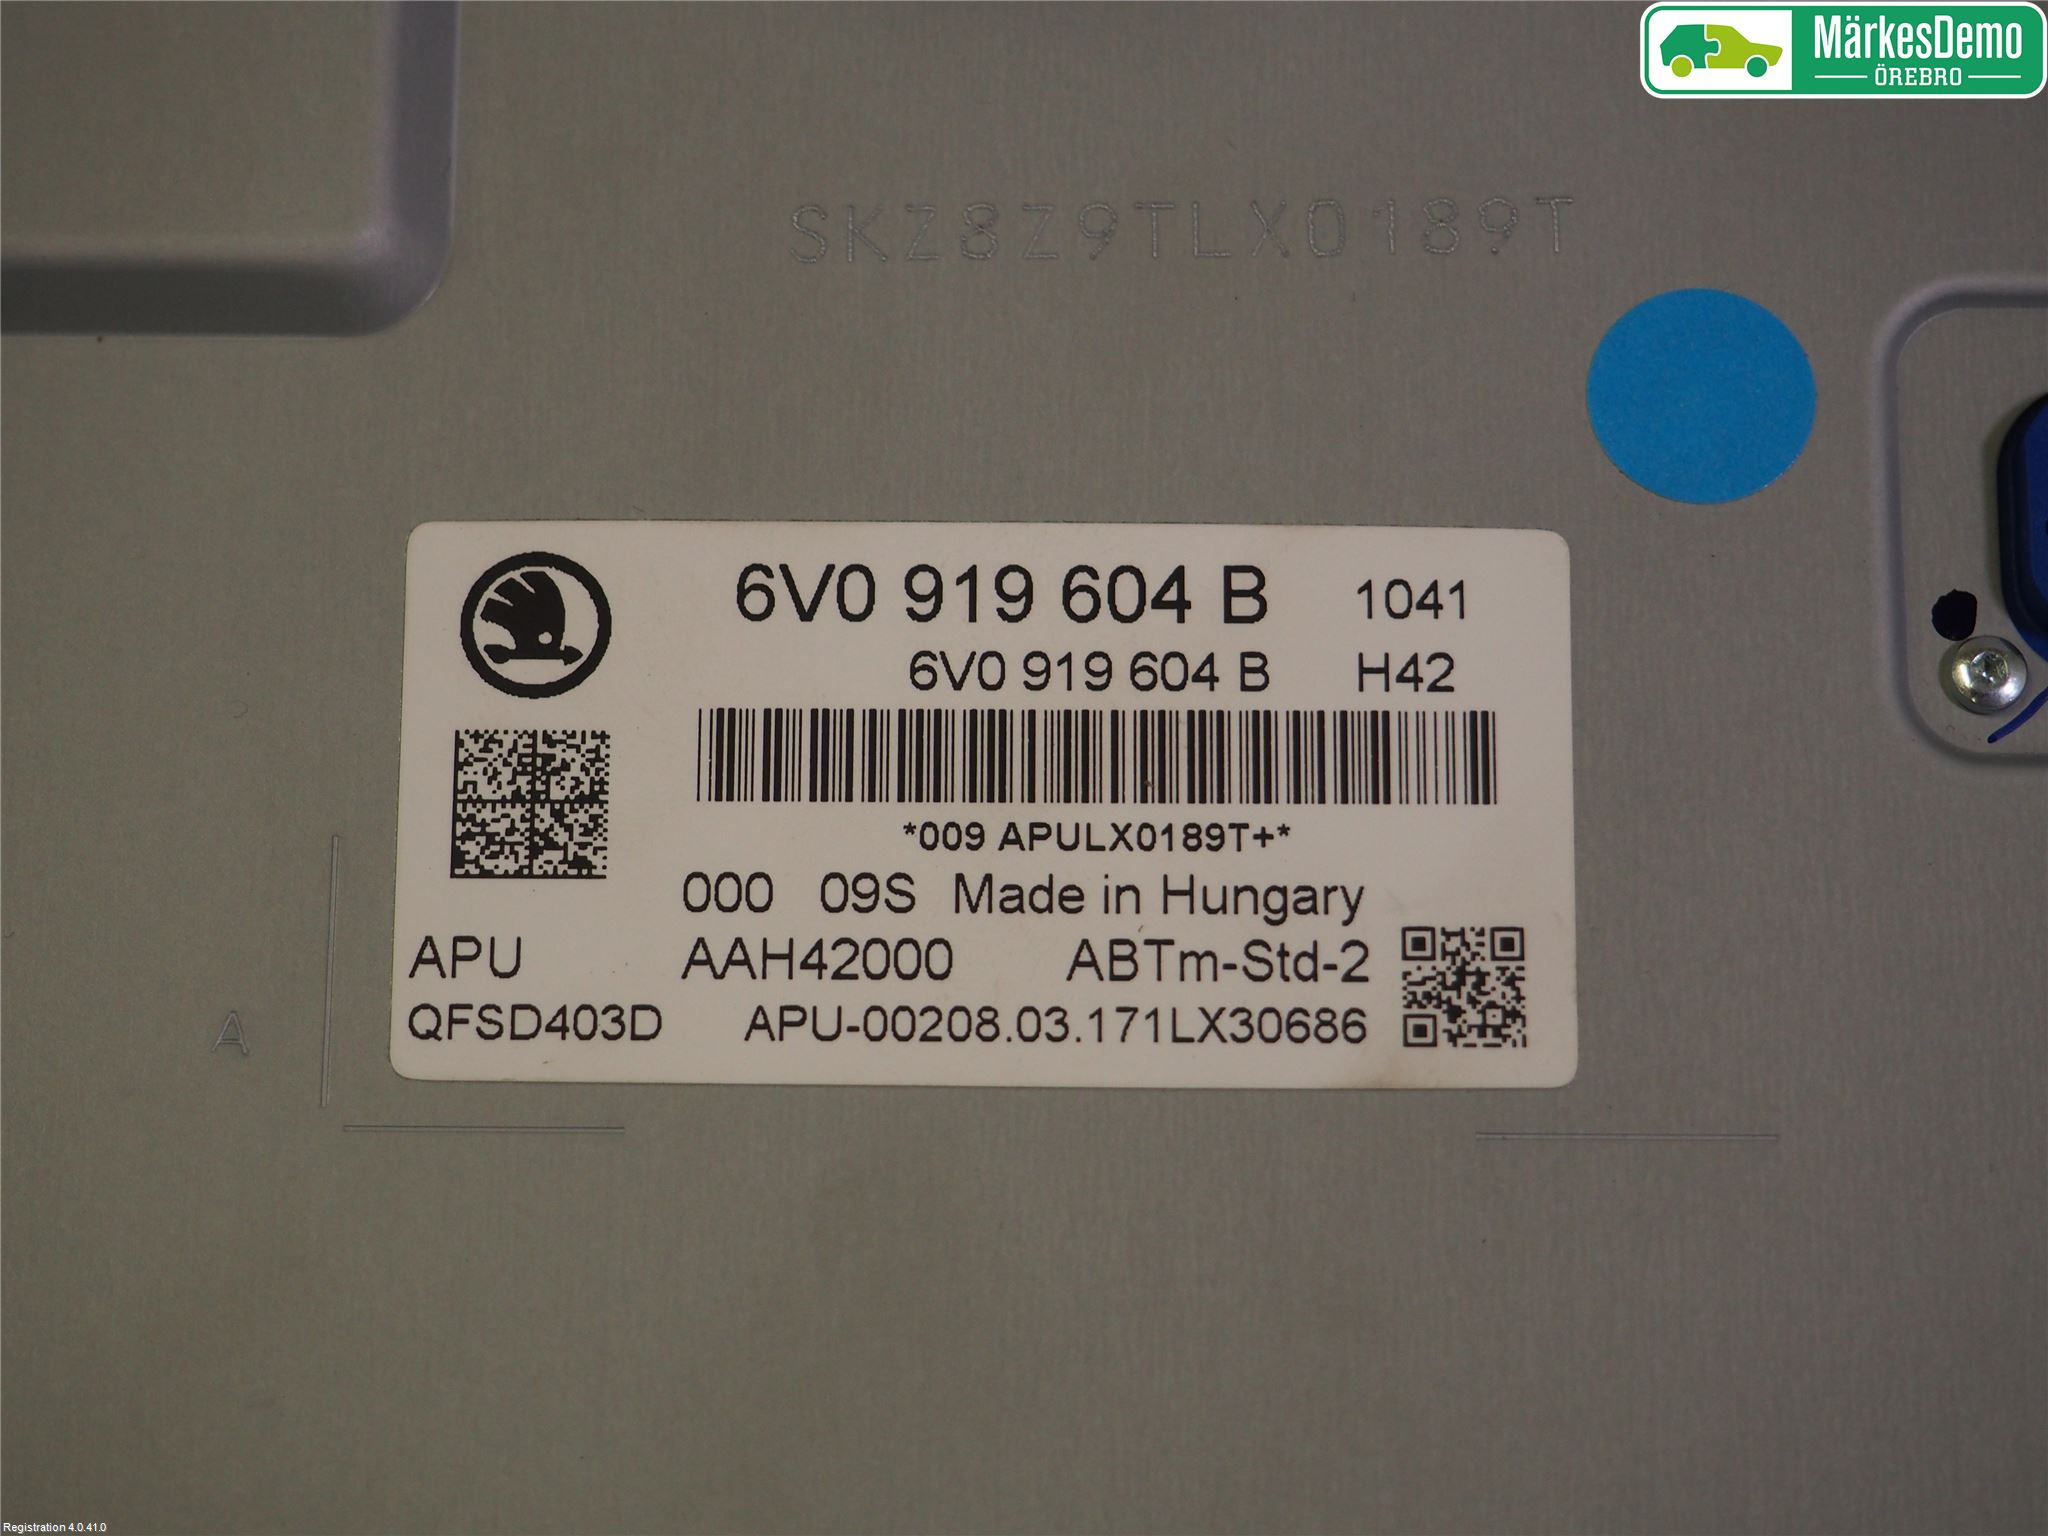 MärkesDemo
ÖREBRO
SKZ8Z9TLX0189T
6V0 919 604 B 1041
6V0 919 604 B H42
*009 APULX0189T+*
000 09S Made in Hungary
APU AAH42000 ABTm-Std-2
QFSD403D APU-00208.03.171LX30686
A
Registration 4.0.41.0